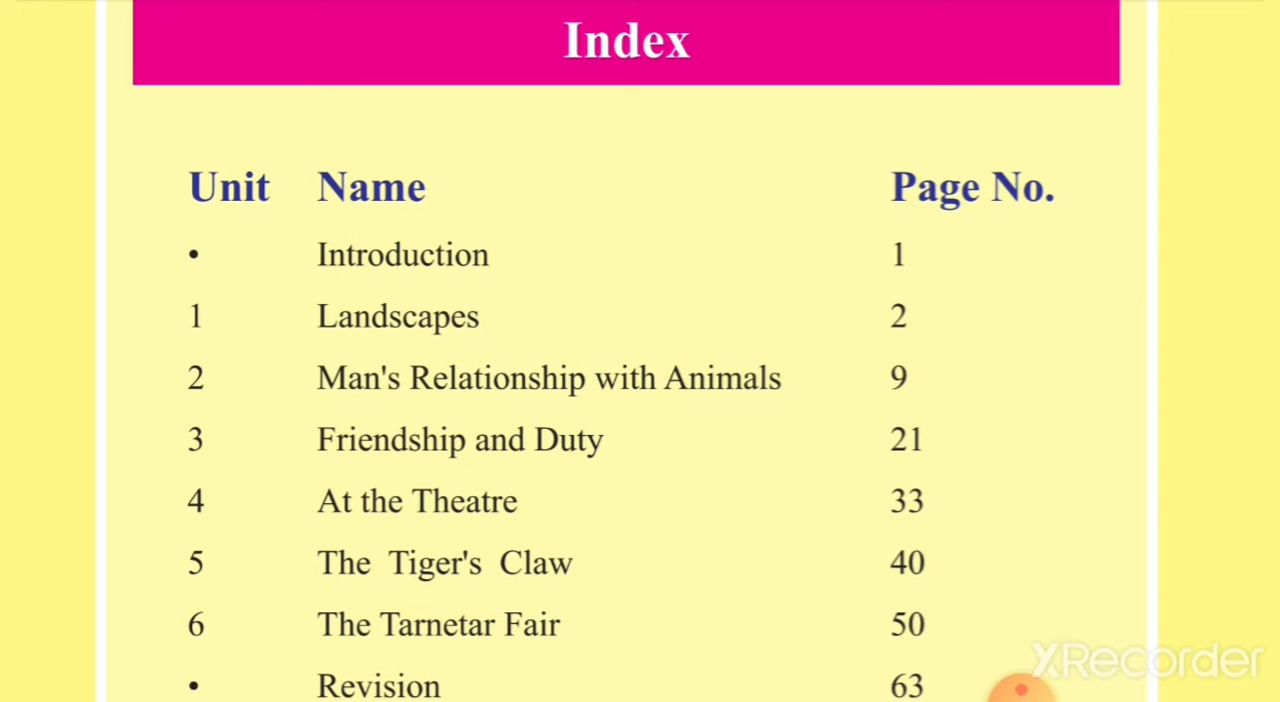 Index
Unit Name Page No.
• Introduction 1
1 Landscapes 2
2 Man's Relationship with Animals 9
3 Friendship and Duty 21
4 At the Theatre 33
5 The Tiger's Claw 40
6 The Tarnetar Fair 50
• Revision 63
XRecorder